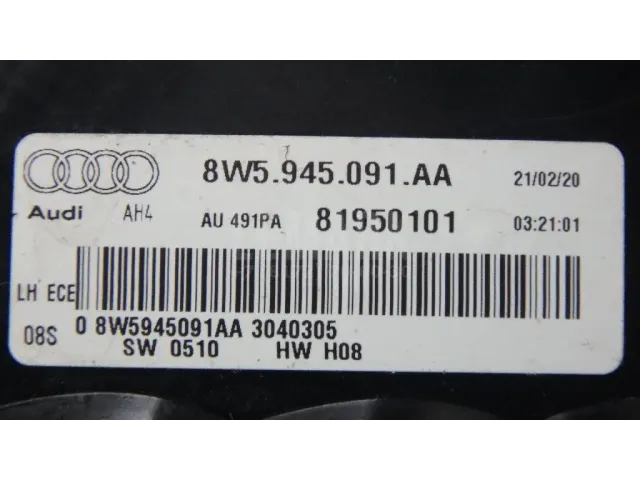 8W5.945.091.AA 21/02/20
Audi AH4 AU 491PA 81950101 03:21:01
LH ECE
08S 0 8W5945091AA 3040305
SW 0510 HW H08